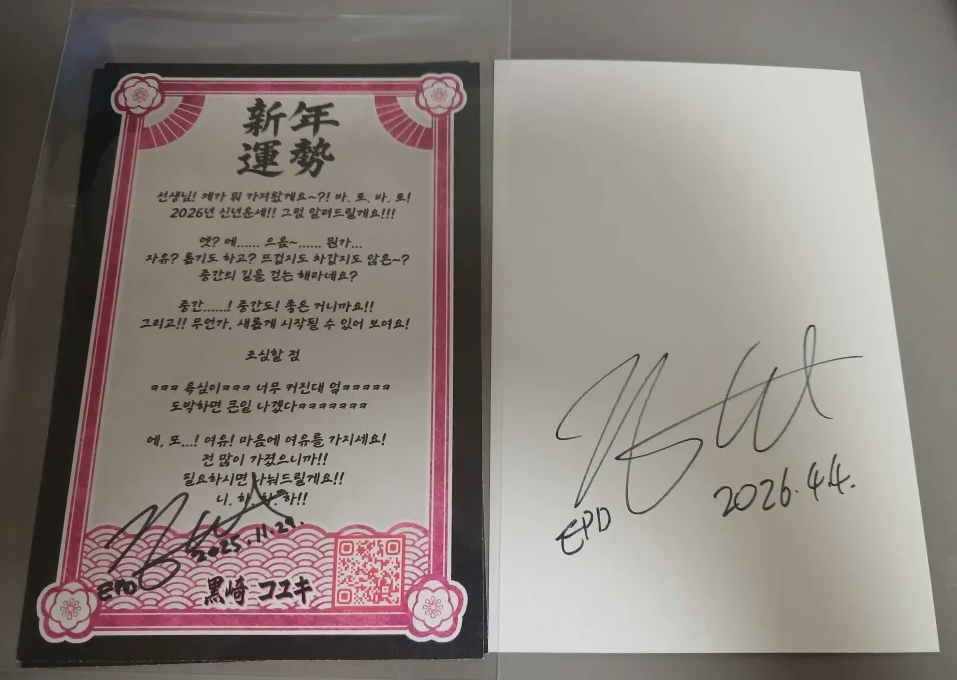 新年
運勢
선생님! 제가 뭐 가져왔게요~?! 바. 로. 바. 로!
2026년 신년운세!! 그럼 알려드릴게요!!!
엣? 에...... 으음~...... 뭔가...
자유? 롭기도 하고? 뜨겁지도 차갑지도 않은~?
중간의 길을 걷는 해라네요?
중간......! 중간도! 좋은 거니까요!!
그리고!! 무언가, 새롭게 시작될 수 있어 보여요!
조심할 점
ㅋㅋㅋ 욕심이ㅋㅋㅋ 너무 커진대 엌ㅋㅋㅋㅋㅋ
도박하면 큰일 나겠다ㅋㅋㅋㅋㅋㅋㅋ
에, 또...! 여유! 마음에 여유를 가지세요!
전 많이 가졌으니까!!
필요하시면 나눠드릴게요!!
니. 하. 하. 하!!
2025.11.29.
EPD
黒崎 コユキ
EPD
2026.4.4.